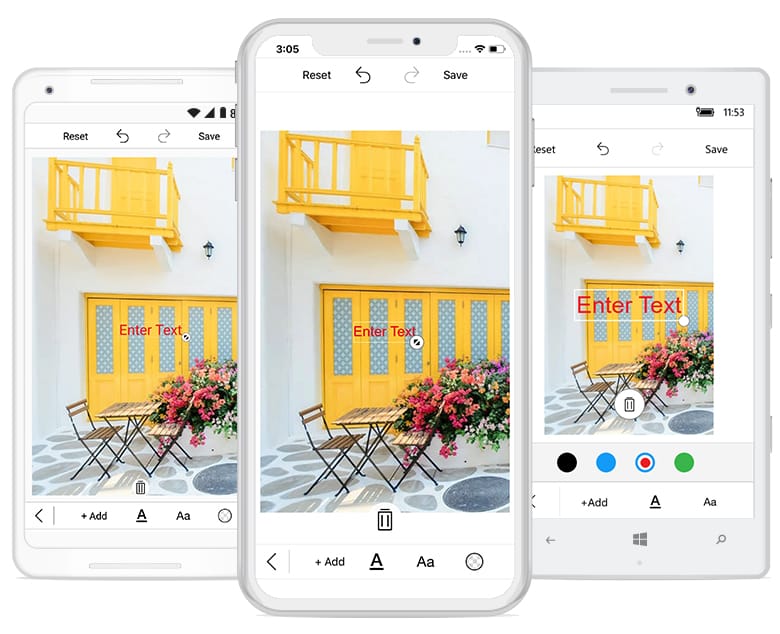 3:05
Reset Save
Enter Text
+ Add A Aa
8
Reset Save
Enter Text
+ Add A Aa
11:53
eset Save
Enter Text
+Add A Aa